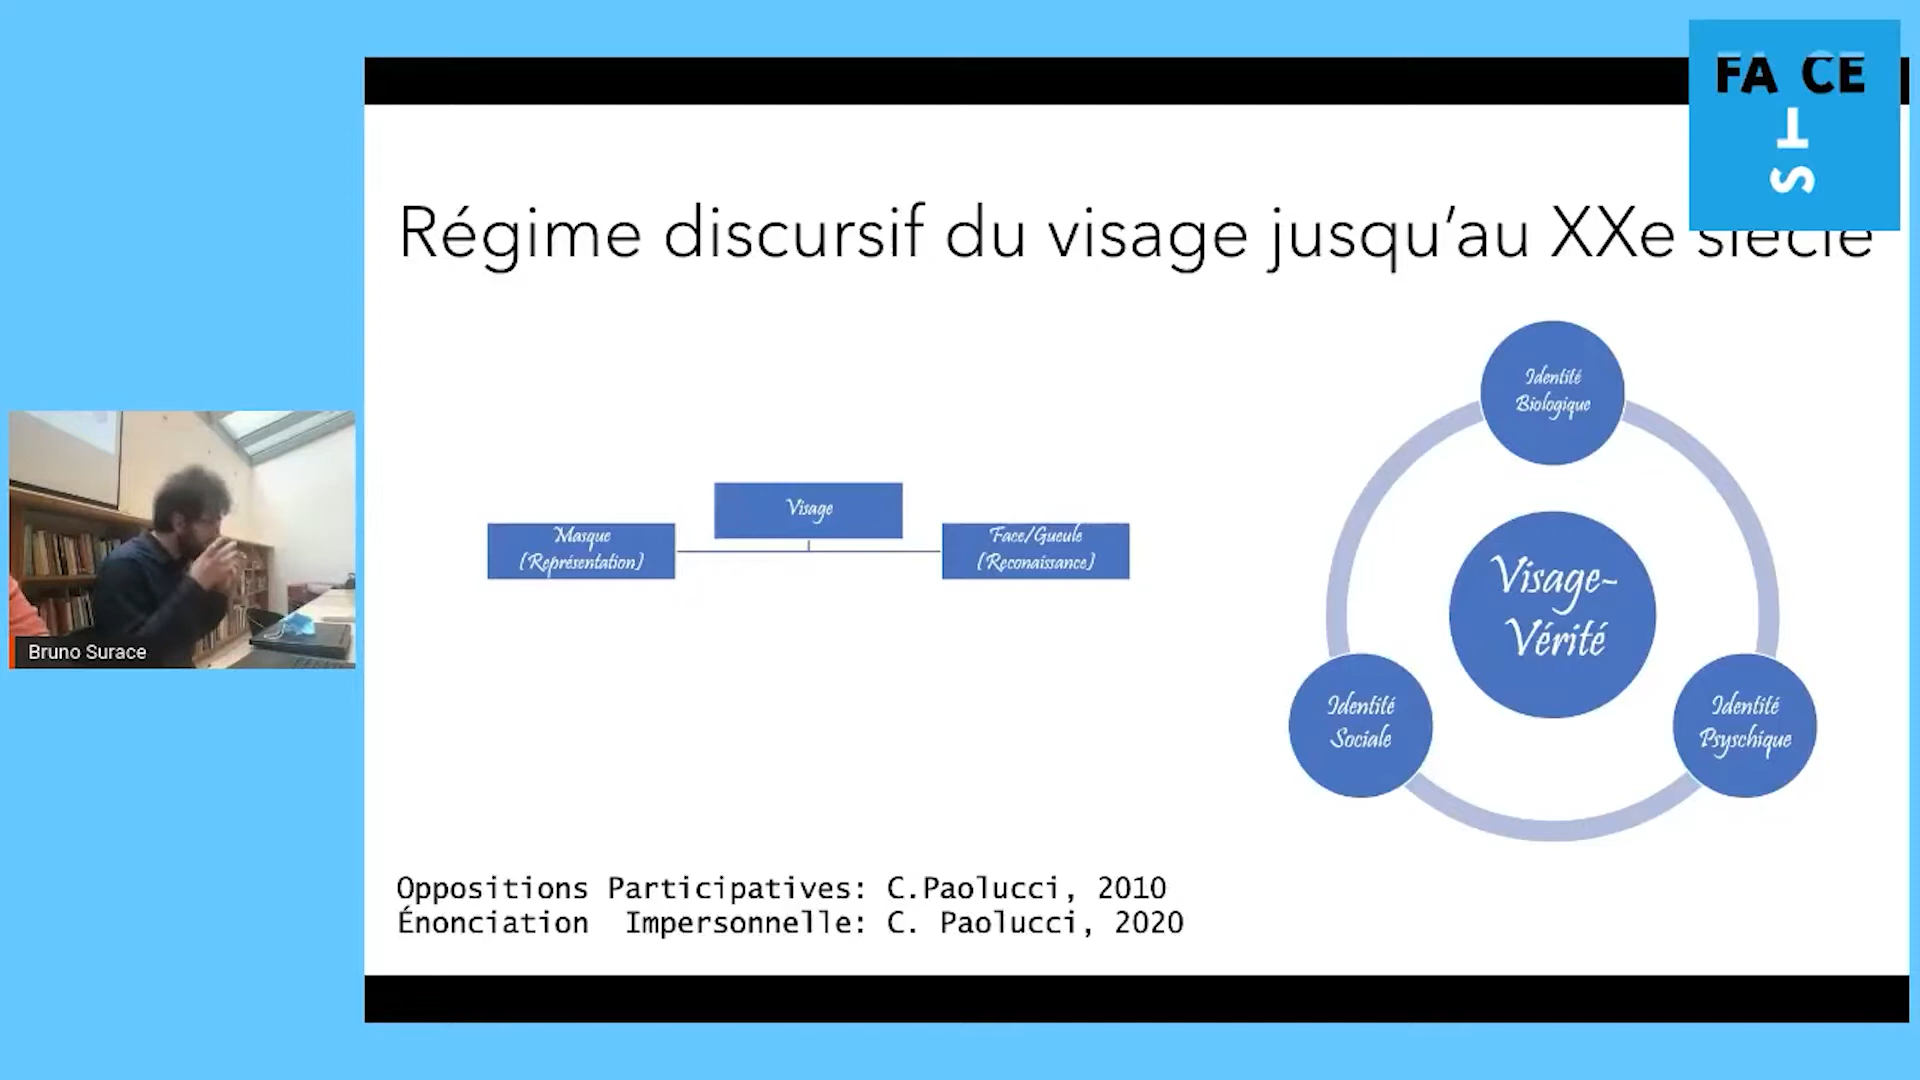 FA CE
T
S
Régime discursif du visage jusqu'au XXe siècle
Visage
Masque
(Représentation)
Face/Gueule
(Reconaissance)
Identité
Biologique
Visage-
Vérité
Identité
Sociale
Identité
Psyschique
Bruno Surace
Oppositions Participatives: C.Paolucci, 2010
Énonciation Impersonnelle: C. Paolucci, 2020